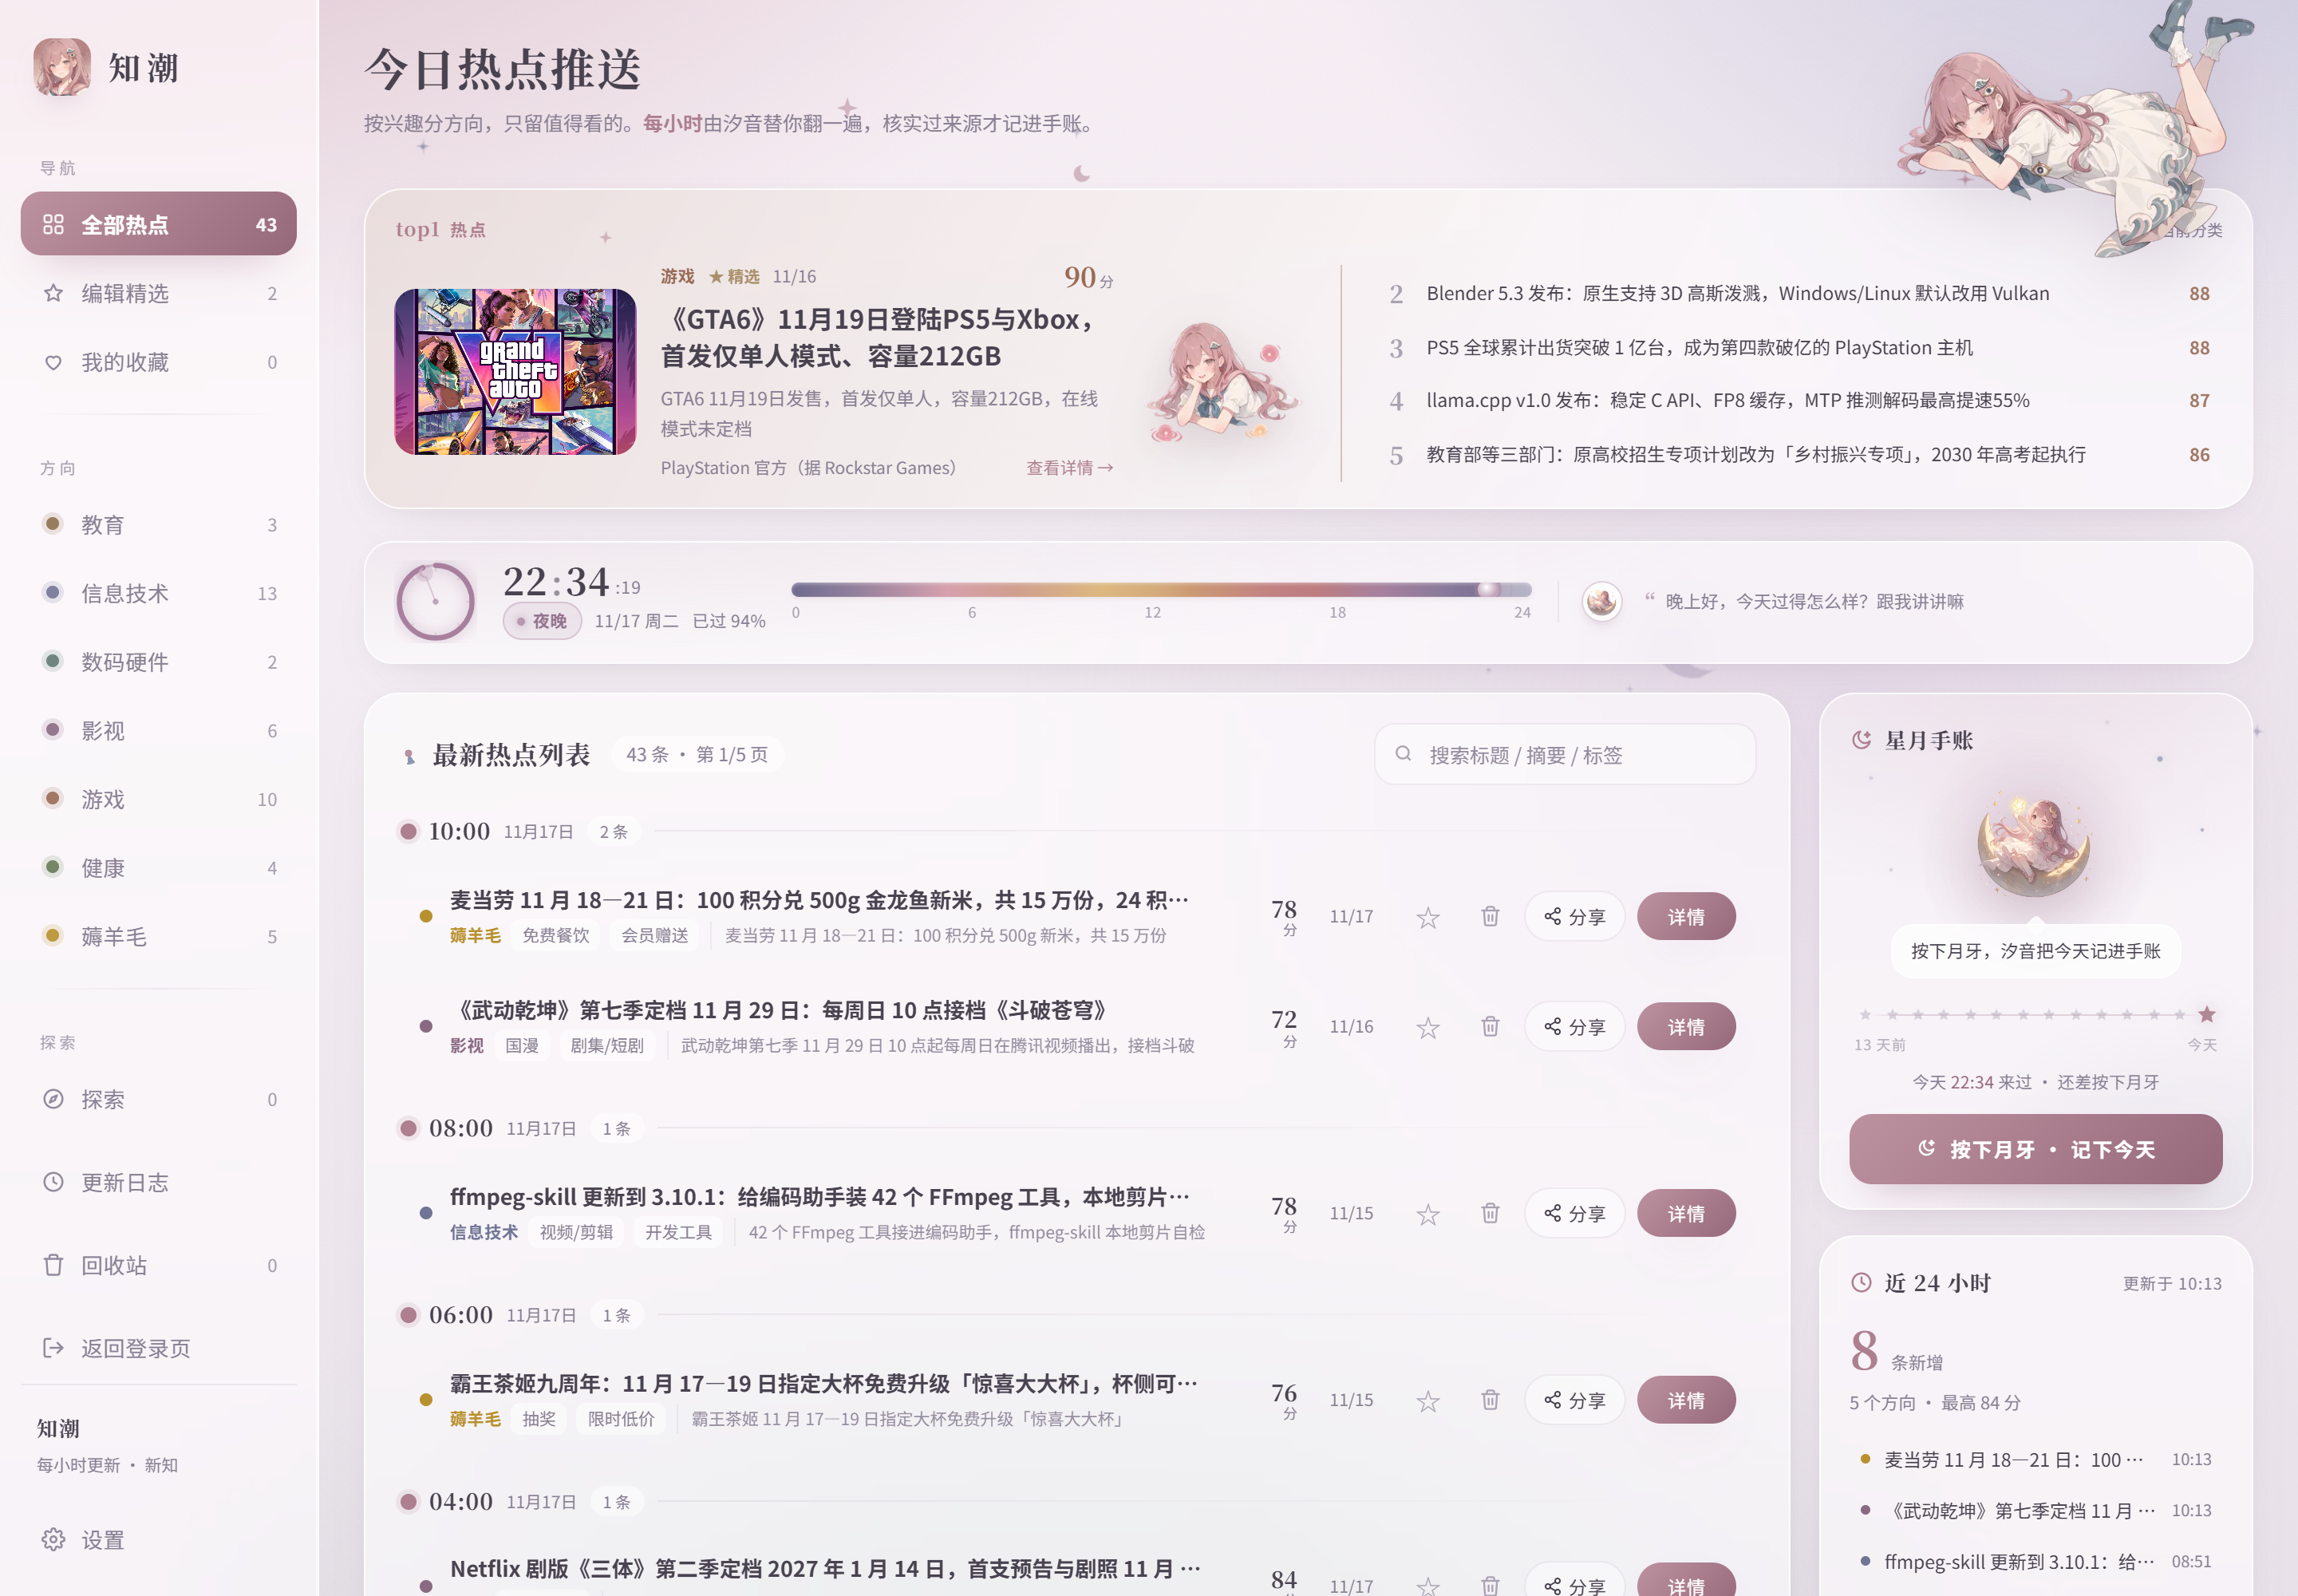 知潮
导航
全部热点 43
编辑精选 2
我的收藏 0
方向
教育 3
信息技术 13
数码硬件 2
影视 6
游戏 10
健康 4
薅羊毛 5
探索
探索 0
更新日志
回收站 0
返回登录页
知潮
每小时更新 · 新知
设置
今日热点推送
按兴趣分方向，只留值得看的。每小时由汐音替你翻一遍，核实过来源才记进手账。
top1 热点
当前分类
游戏 ★精选 11/16 90分
《GTA6》11月19日登陆PS5与Xbox，
首发仅单人模式、容量212GB
GTA6 11月19日发售，首发仅单人，容量212GB，在线
模式未定档
PlayStation 官方（据 Rockstar Games） 查看详情→
grand
theft
auto
2 Blender 5.3 发布：原生支持 3D 高斯泼溅，Windows/Linux 默认改用 Vulkan 88
3 PS5 全球累计出货突破 1 亿台，成为第四款破亿的 PlayStation 主机 88
4 llama.cpp v1.0 发布：稳定 C API、FP8 缓存，MTP 推测解码最高提速55% 87
5 教育部等三部门：原高校招生专项计划改为「乡村振兴专项」，2030 年高考起执行 86
22:34:19
夜晚 11/17 周二 已过 94%
0 6 12 18 24
“ 晚上好，今天过得怎么样？跟我讲讲嘛
最新热点列表 43 条 · 第 1/5 页
搜索标题 / 摘要 / 标签
10:00 11月17日 2 条
麦当劳 11 月 18—21 日：100 积分兑 500g 金龙鱼新米，共 15 万份，24 积…
薅羊毛 免费餐饮 会员赠送 麦当劳 11 月 18—21 日：100 积分兑 500g 新米，共 15 万份
78分 11/17 分享 详情
《武动乾坤》第七季定档 11 月 29 日：每周日 10 点接档《斗破苍穹》
影视 国漫 剧集/短剧 武动乾坤第七季 11 月 29 日 10 点起每周日在腾讯视频播出，接档斗破
72分 11/16 分享 详情
08:00 11月17日 1 条
ffmpeg-skill 更新到 3.10.1：给编码助手装 42 个 FFmpeg 工具，本地剪片…
信息技术 视频/剪辑 开发工具 42 个 FFmpeg 工具接进编码助手，ffmpeg-skill 本地剪片自检
78分 11/15 分享 详情
06:00 11月17日 1 条
霸王茶姬九周年：11 月 17—19 日指定大杯免费升级「惊喜大大杯」，杯侧可…
薅羊毛 抽奖 限时低价 霸王茶姬 11 月 17—19 日指定大杯免费升级「惊喜大大杯」
76分 11/15 分享 详情
04:00 11月17日 1 条
Netflix 剧版《三体》第二季定档 2027 年 1 月 14 日，首支预告与剧照 11 月 …
84 11/17 分享 详情
星月手账
按下月牙，汐音把今天记进手账
13 天前 今天
今天 22:34 来过 · 还差按下月牙
按下月牙 · 记下今天
近 24 小时 更新于 10:13
8 条新增
5 个方向 · 最高 84 分
麦当劳 11 月 18—21 日：100 … 10:13
《武动乾坤》第七季定档 11 月 … 10:13
ffmpeg-skill 更新到 3.10.1：给… 08:51